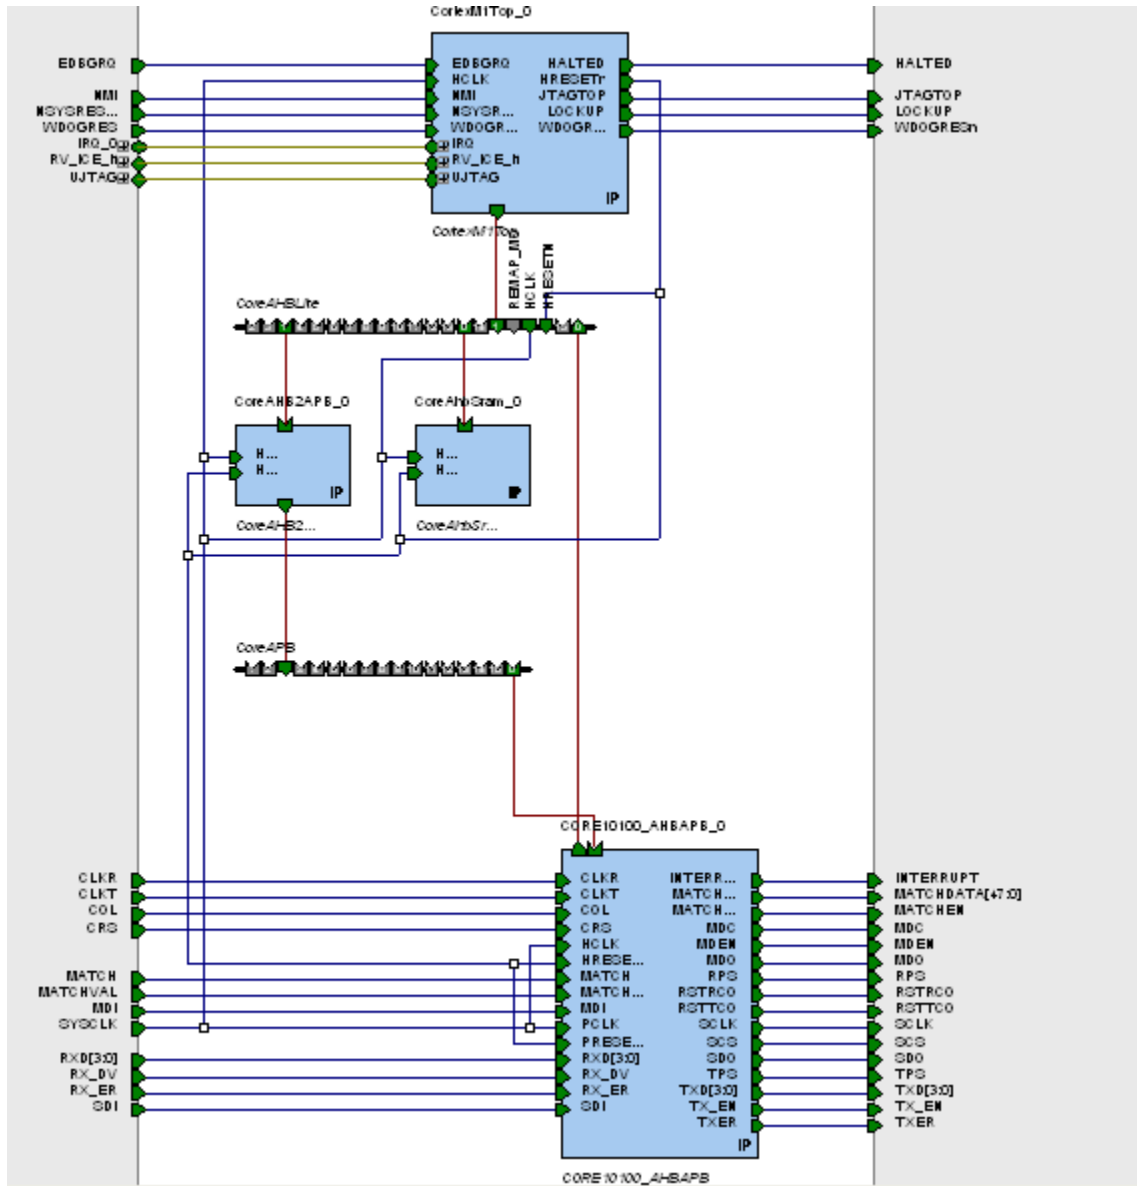 CortexM1Top_0
EDBGRQ EDBGRQ HALTED HALTED
HCLK HRESETn
NMI NMI JTAGTOP JTAGTOP
NSYSRES... NSYSR... LOCKUP LOCKUP
WDOGRES WDOGR... WDOGR... WDOGRESn
IRQ_0 IRQ
RV_ICE_h RV_ICE_h
UJTAG UJTAG
IP
CortexM1Top
REMAP_M0
HCLK
HRESETN
CoreAHBLite
CoreAHB2APB_0 CoreAhbSram_0
H... H...
H... H...
IP IP
CoreAHB2... CoreAhbSr...
CoreAPB
CORE10100_AHBAPB_0
CLKR CLKR INTERR... INTERRUPT
CLKT CLKT MATCH... MATCHDATA[47:0]
COL COL MATCH... MATCHEN
CRS CRS MDC MDC
HCLK MDEN MDEN
HRESE... MDO MDO
MATCH MATCH RPS RPS
MATCHVAL MATCH... RSTRCO RSTRCO
MDI MDI RSTTCO RSTTCO
SYSCLK PCLK SCLK SCLK
PRESE... SCS SCS
RXD[3:0] RXD[3:0] SDO SDO
RX_DV RX_DV TPS TPS
RX_ER RX_ER TXD[3:0] TXD[3:0]
SDI SDI TX_EN TX_EN
TXER TXER
IP
CORE10100_AHBAPB